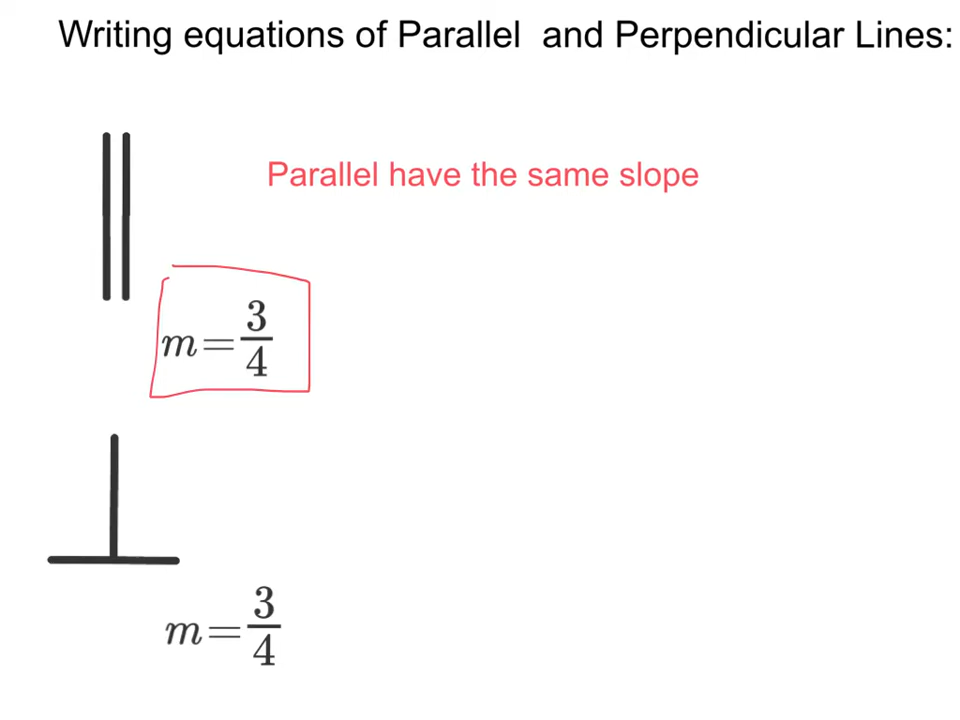 Writing equations of Parallel and Perpendicular Lines:
Parallel have the same slope
m = 3/4
m = 3/4